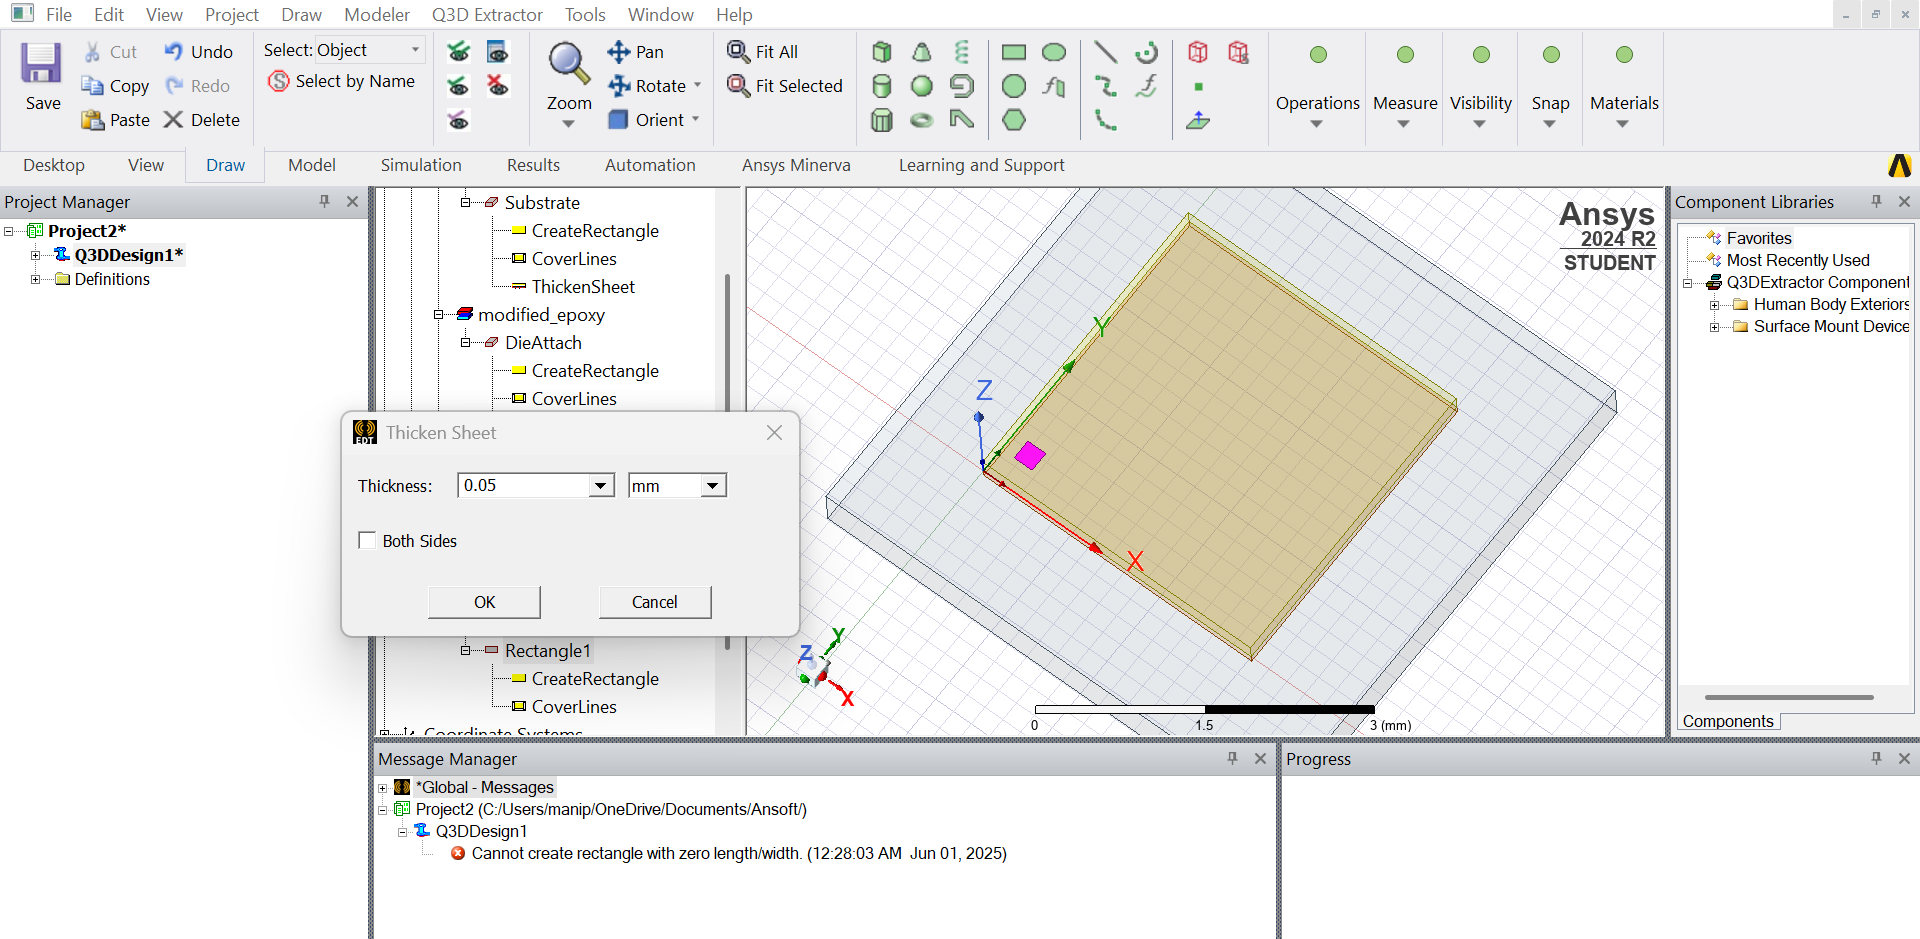 File Edit View Project Draw Modeler Q3D Extractor Tools Window Help
Save
Cut
Copy
Paste
Undo
Redo
Delete
Select: Object
Select by Name
Zoom
Pan
Rotate
Orient
Fit All
Fit Selected
Operations Measure Visibility Snap Materials
Desktop View Draw Model Simulation Results Automation Ansys Minerva Learning and Support
Project Manager
Project2*
Q3DDesign1*
Definitions
Substrate
CreateRectangle
CoverLines
ThickenSheet
modified_epoxy
DieAttach
CreateRectangle
CoverLines
EDT Thicken Sheet
Thickness: 0.05 mm
Both Sides
OK Cancel
Rectangle1
CreateRectangle
CoverLines
Coordinate Systems
Ansys
2024 R2
STUDENT
Y
Z
X
Y
Z
X
0 1.5 3 (mm)
Component Libraries
Favorites
Most Recently Used
Q3DExtractor Component
Human Body Exteriors
Surface Mount Device
Components
Message Manager
*Global - Messages
Project2 (C:/Users/manip/OneDrive/Documents/Ansoft/)
Q3DDesign1
Cannot create rectangle with zero length/width. (12:28:03 AM  Jun 01, 2025)
Progress